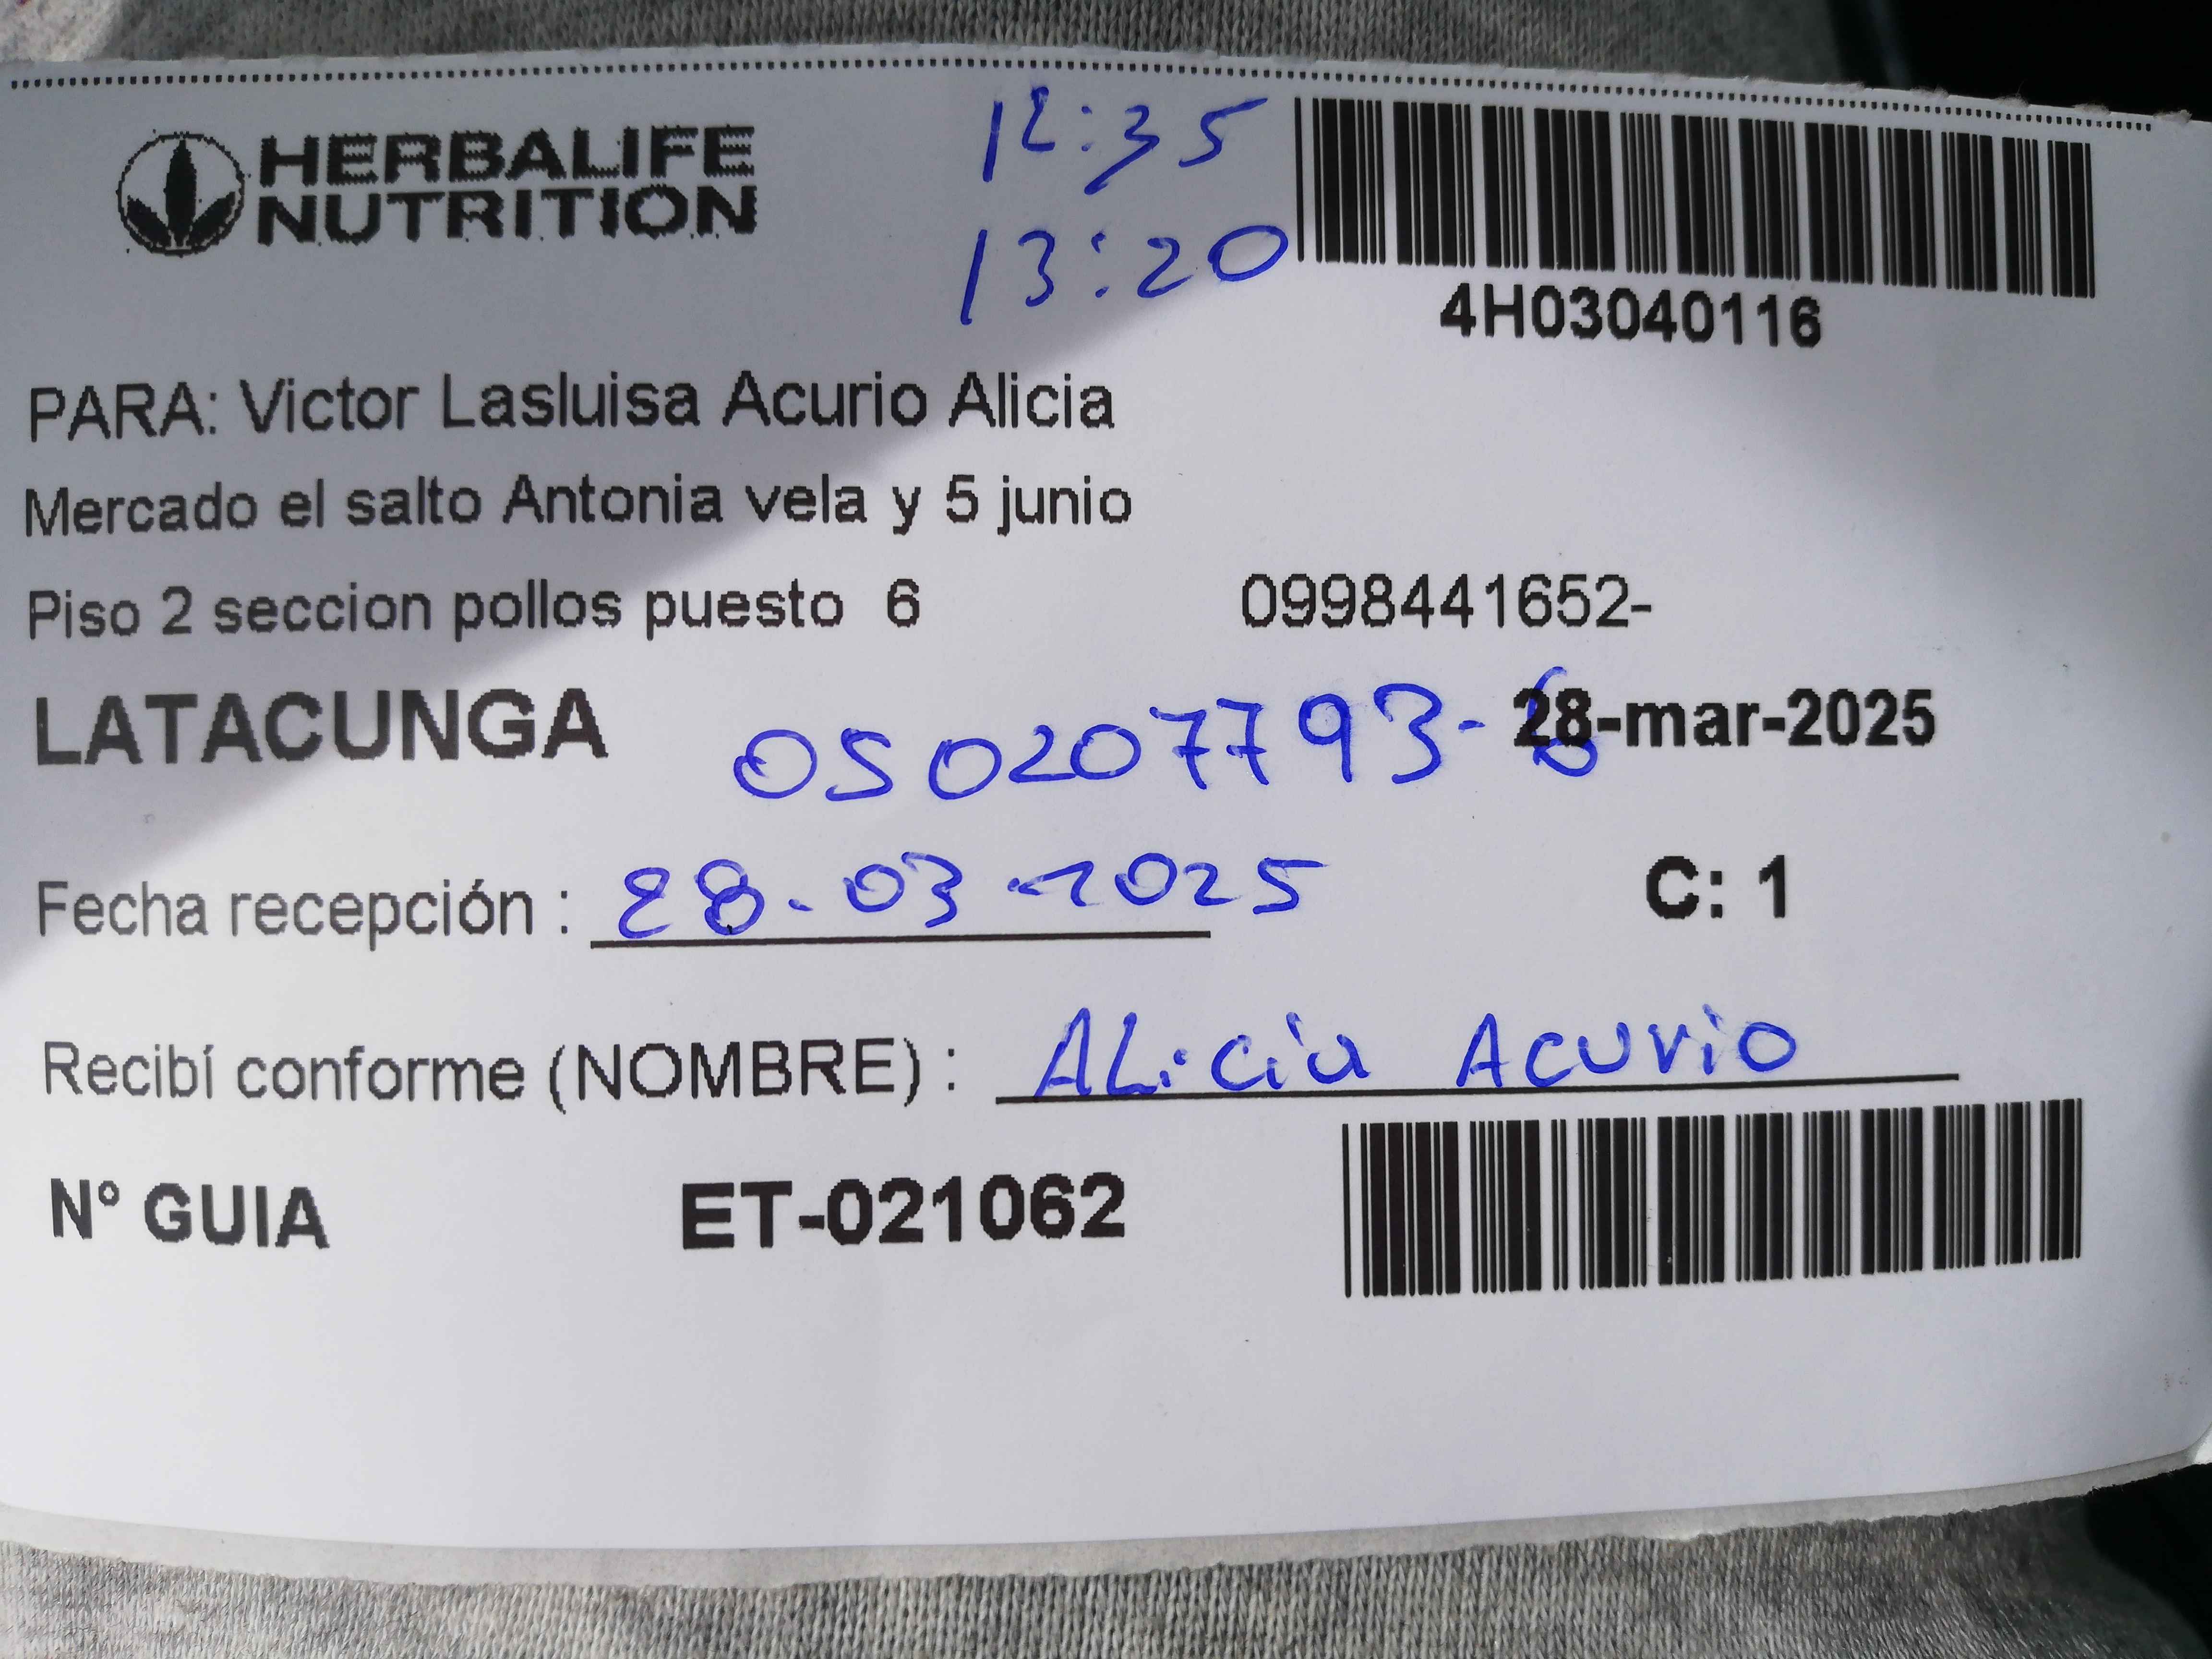 HERBALIFE
NUTRITION
12:35
13:20
4H03040116
PARA: Victor Lasluisa Acurio Alicia
Mercado el salto Antonia vela y 5 junio
Piso 2 seccion pollos puesto 6 0998441652-
LATACUNGA 050207793-6 28-mar-2025
Fecha recepción : 28-03-2025 C: 1
Recibí conforme (NOMBRE) : ALicia Acurio
N° GUIA ET-021062